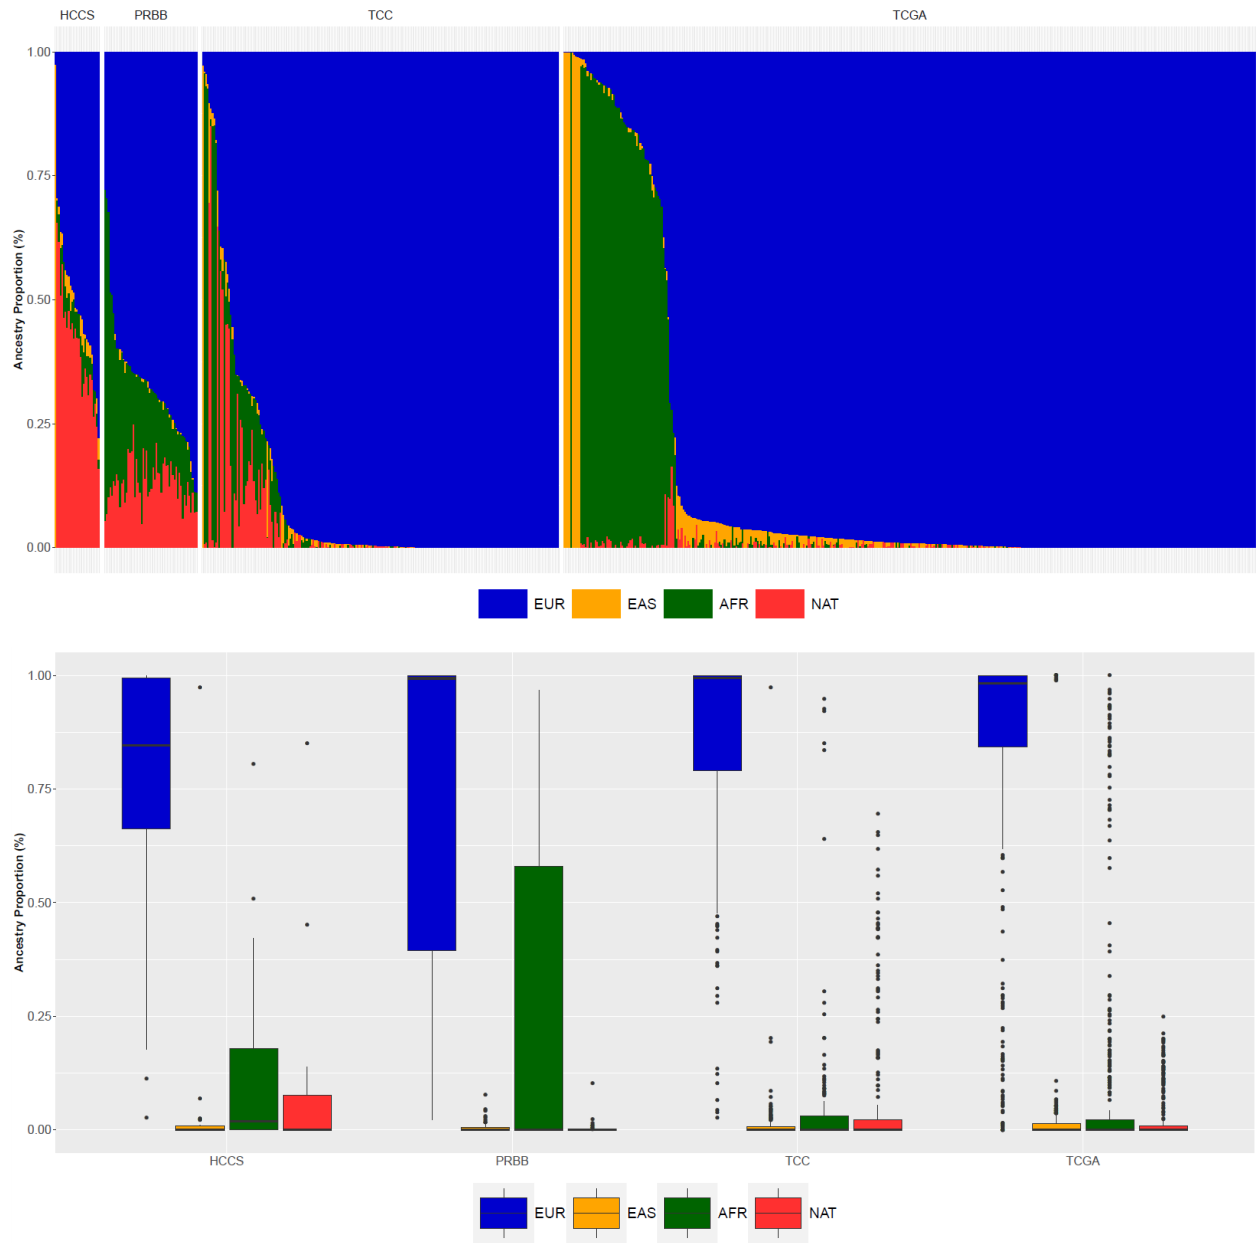 HCCS PRBB TCC TCGA
1.00
0.75
0.50
0.25
0.00
Ancestry Proportion (%)
EUR EAS AFR NAT
1.00
0.75
0.50
0.25
0.00
Ancestry Proportion (%)
HCCS PRBB TCC TCGA
EUR EAS AFR NAT